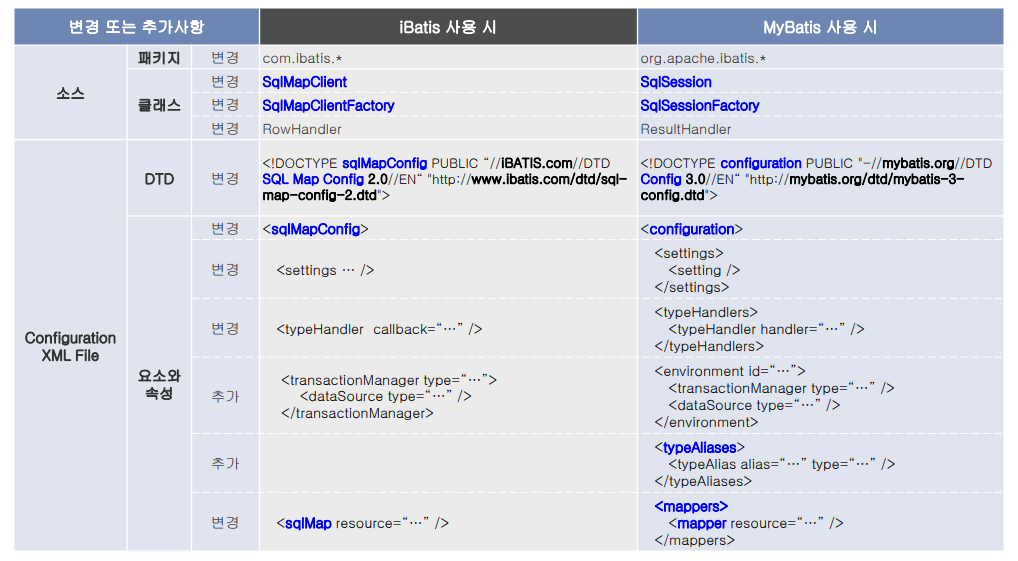 변경 또는 추가사항 iBatis 사용 시 MyBatis 사용 시
소스 패키지 변경 com.ibatis.* org.apache.ibatis.*
클래스 변경 SqlMapClient SqlSession
변경 SqlMapClientFactory SqlSessionFactory
변경 RowHandler ResultHandler
Configuration
XML File
DTD 변경
<!DOCTYPE sqlMapConfig PUBLIC “//iBATIS.com//DTD
SQL Map Config 2.0//EN“ "http://www.ibatis.com/dtd/sql-
map-config-2.dtd">
<!DOCTYPE configuration PUBLIC "-//mybatis.org//DTD
Config 3.0//EN“ "http://mybatis.org/dtd/mybatis-3-
config.dtd">
요소와
속성
변경 <sqlMapConfig> <configuration>
변경 <settings … />
<settings>
<setting />
</settings>
변경 <typeHandler callback=“…” />
<typeHandlers>
<typeHandler handler=“…” />
</typeHandlers>
추가
<transactionManager type=“…”>
<dataSource type=“…” />
</transactionManager>
<environment id=“…”>
<transactionManager type=“…” />
<dataSource type=“…” />
</environment>
추가
<typeAliases>
<typeAlias alias=“…” type=“…” />
</typeAliases>
변경 <sqlMap resource=“…” />
<mappers>
<mapper resource=“…” />
</mappers>